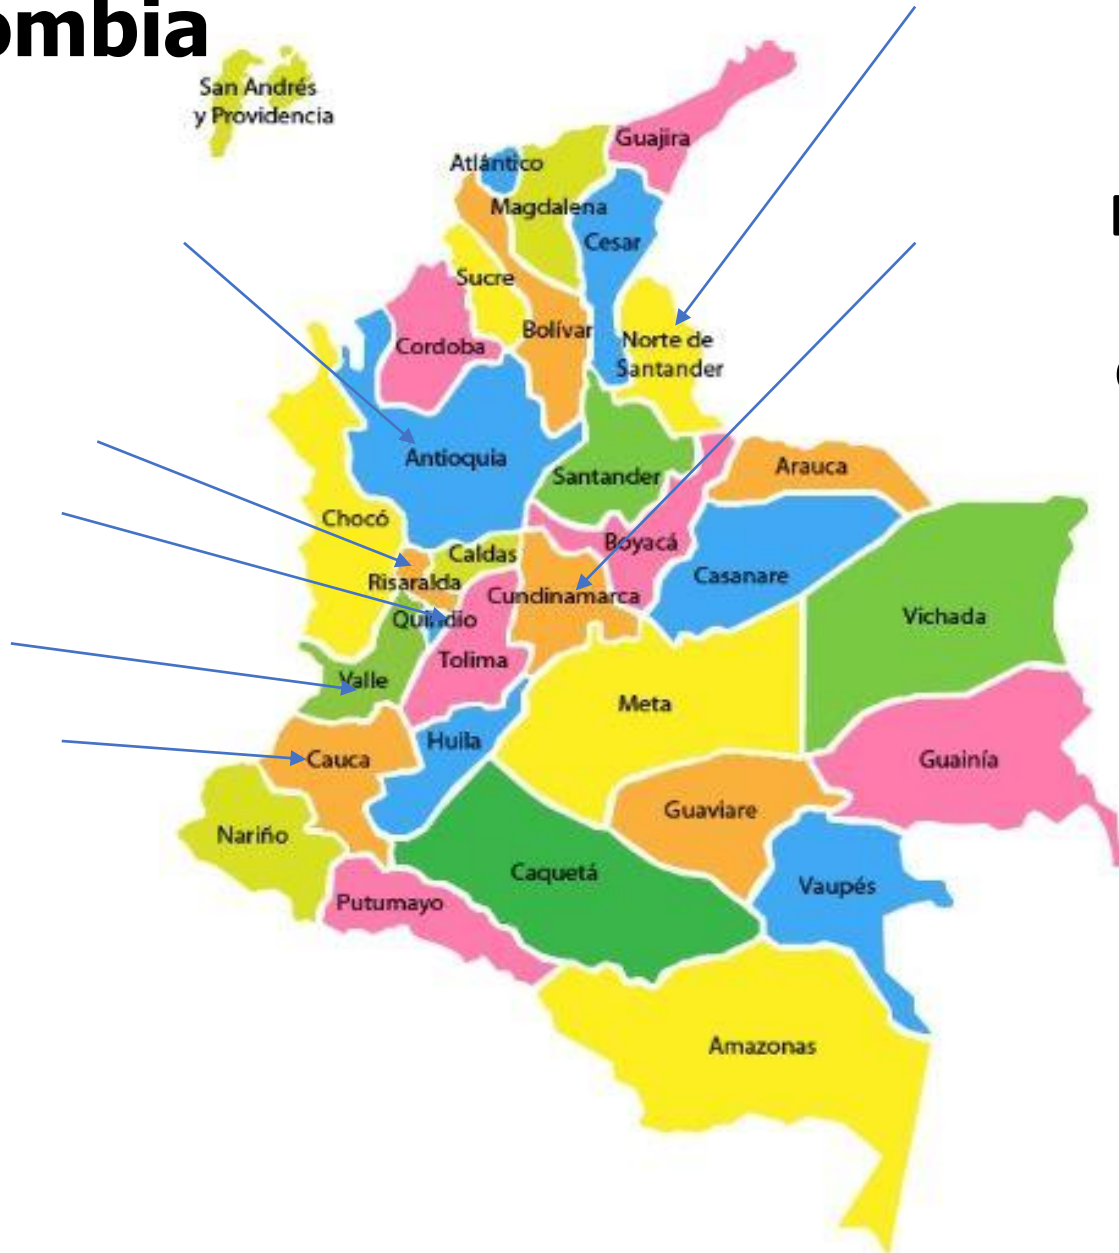 ombia
San Andrés
y Providencia
Guajira
Atlántico
Magdalena
Cesar
Sucre
Bolívar
Norte de
Santander
Cordoba
Antioquia
Santander
Arauca
Chocó
Boyacá
Caldas
Casanare
Risaralda
Cundinamarca
Quindio
Vichada
Tolima
Valle
Meta
Huila
Cauca
Guainía
Guaviare
Nariño
Caquetá
Vaupés
Putumayo
Amazonas